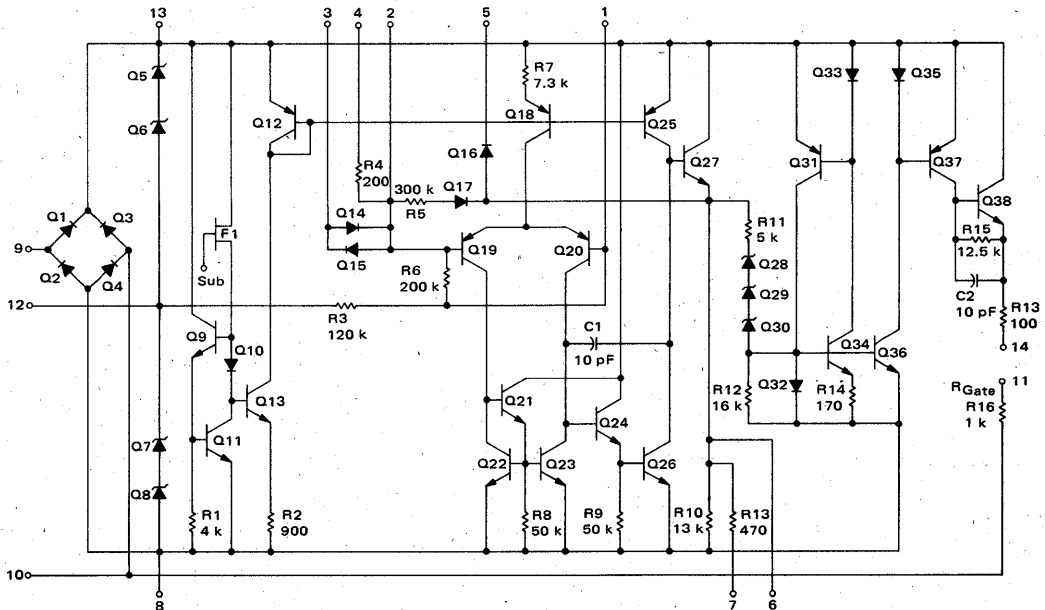 13 3 4 2 5 1
Q5
Q6
Q12
R7
7.3 k
Q18
Q25
Q33
Q35
Q16
Q27
Q31
Q37
R4
200
300 k
R5
Q17
Q38
Q1
Q3
9
F1
Q14
Q15
Q19
Q20
R11
5 k
R15
12.5 k
Sub
Q2
Q4
R6
200 k
Q28
Q29
Q30
C2
10 pF
R13
100
12
R3
120 k
C1
10 pF
14
Q9
Q10
Q34
Q36
11
Q13
Q21
Q24
Q32
R12
16 k
R14
170
RGate
R16
1 k
Q11
Q7
Q22
Q23
Q26
Q8
R1
4 k
R2
900
R8
50 k
R9
50 k
R10
13 k
R13
470
10
8 7 6